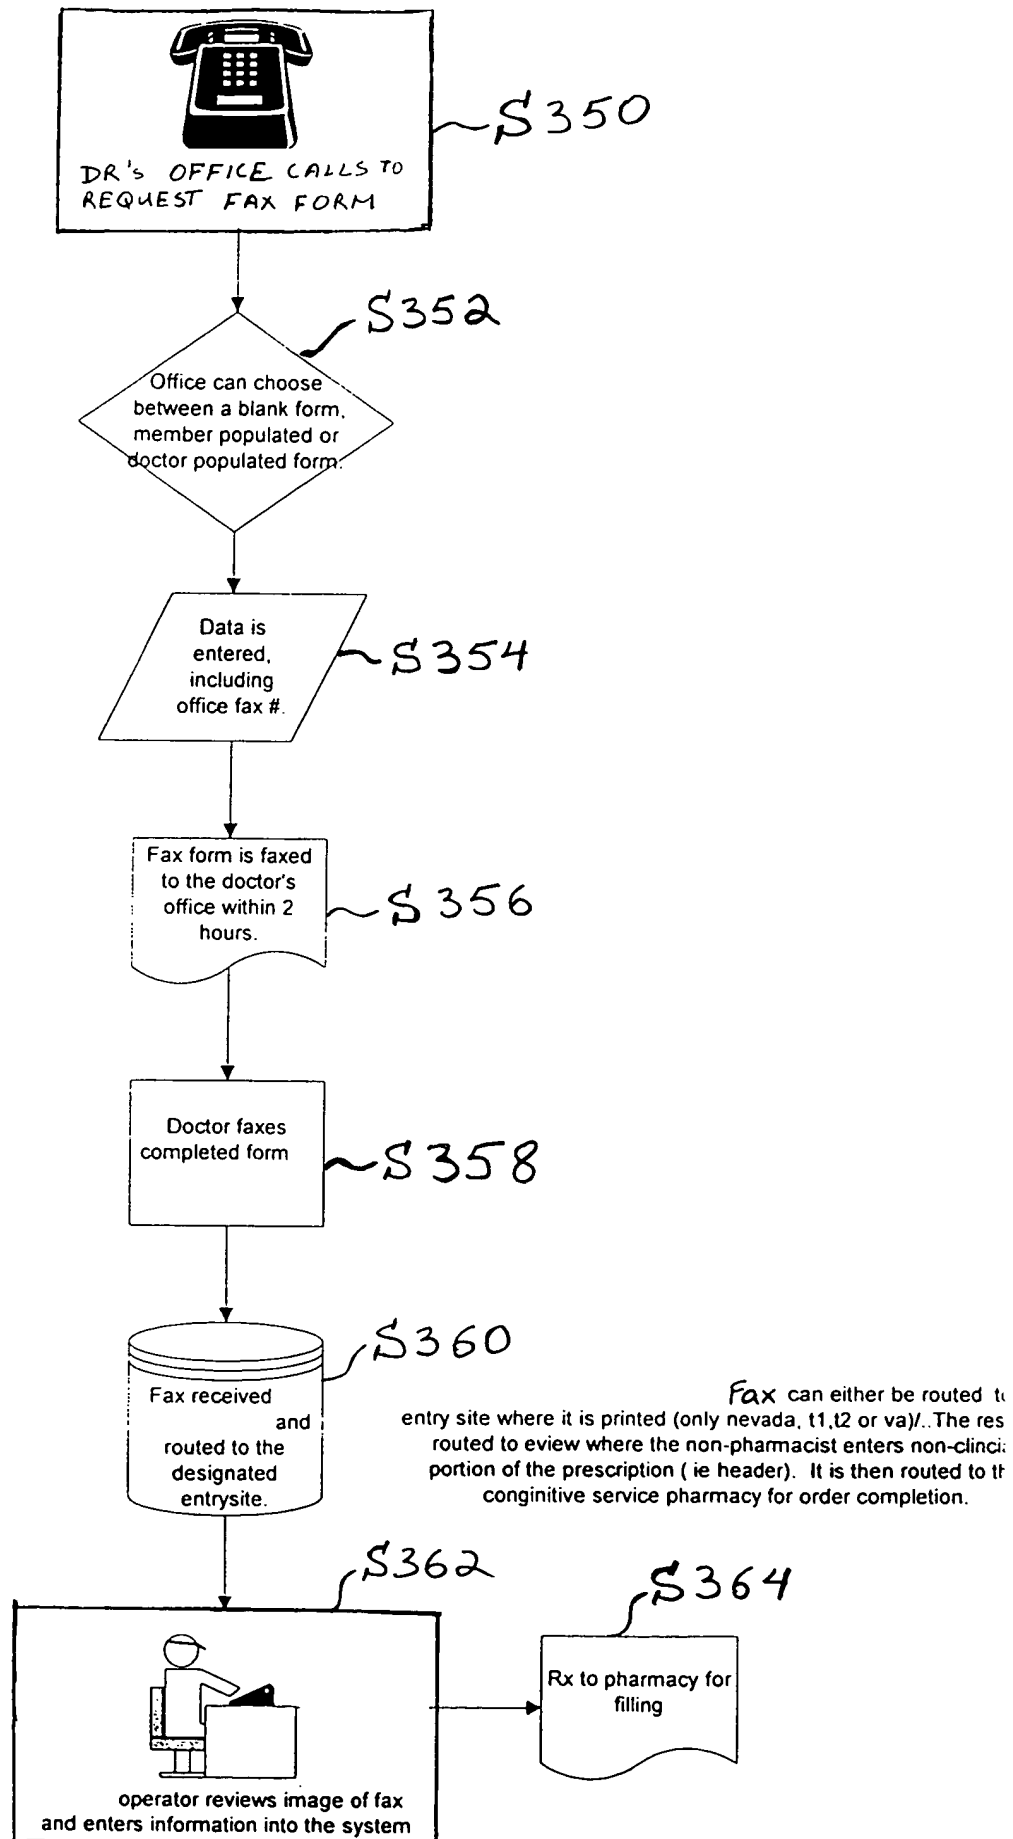 S350
DR's OFFICE CALLS TO
REQUEST FAX FORM
S352
Office can choose
between a blank form,
member populated or
doctor populated form.
S354
Data is
entered,
including
office fax #.
S356
Fax form is faxed
to the doctor's
office within 2
hours.
S358
Doctor faxes
completed form
S360
Fax received
and
routed to the
designated
entrysite.
Fax can either be routed
entry site where it is printed (only nevada, t1,t2 or va)/..The
routed to eview where the non-pharmacist enters
portion of the prescription ( ie header). It is then routed to
conginitive service pharmacy for order completion.
S362
operator reviews image of fax
and enters information into the system
S364
Rx to pharmacy for
filling